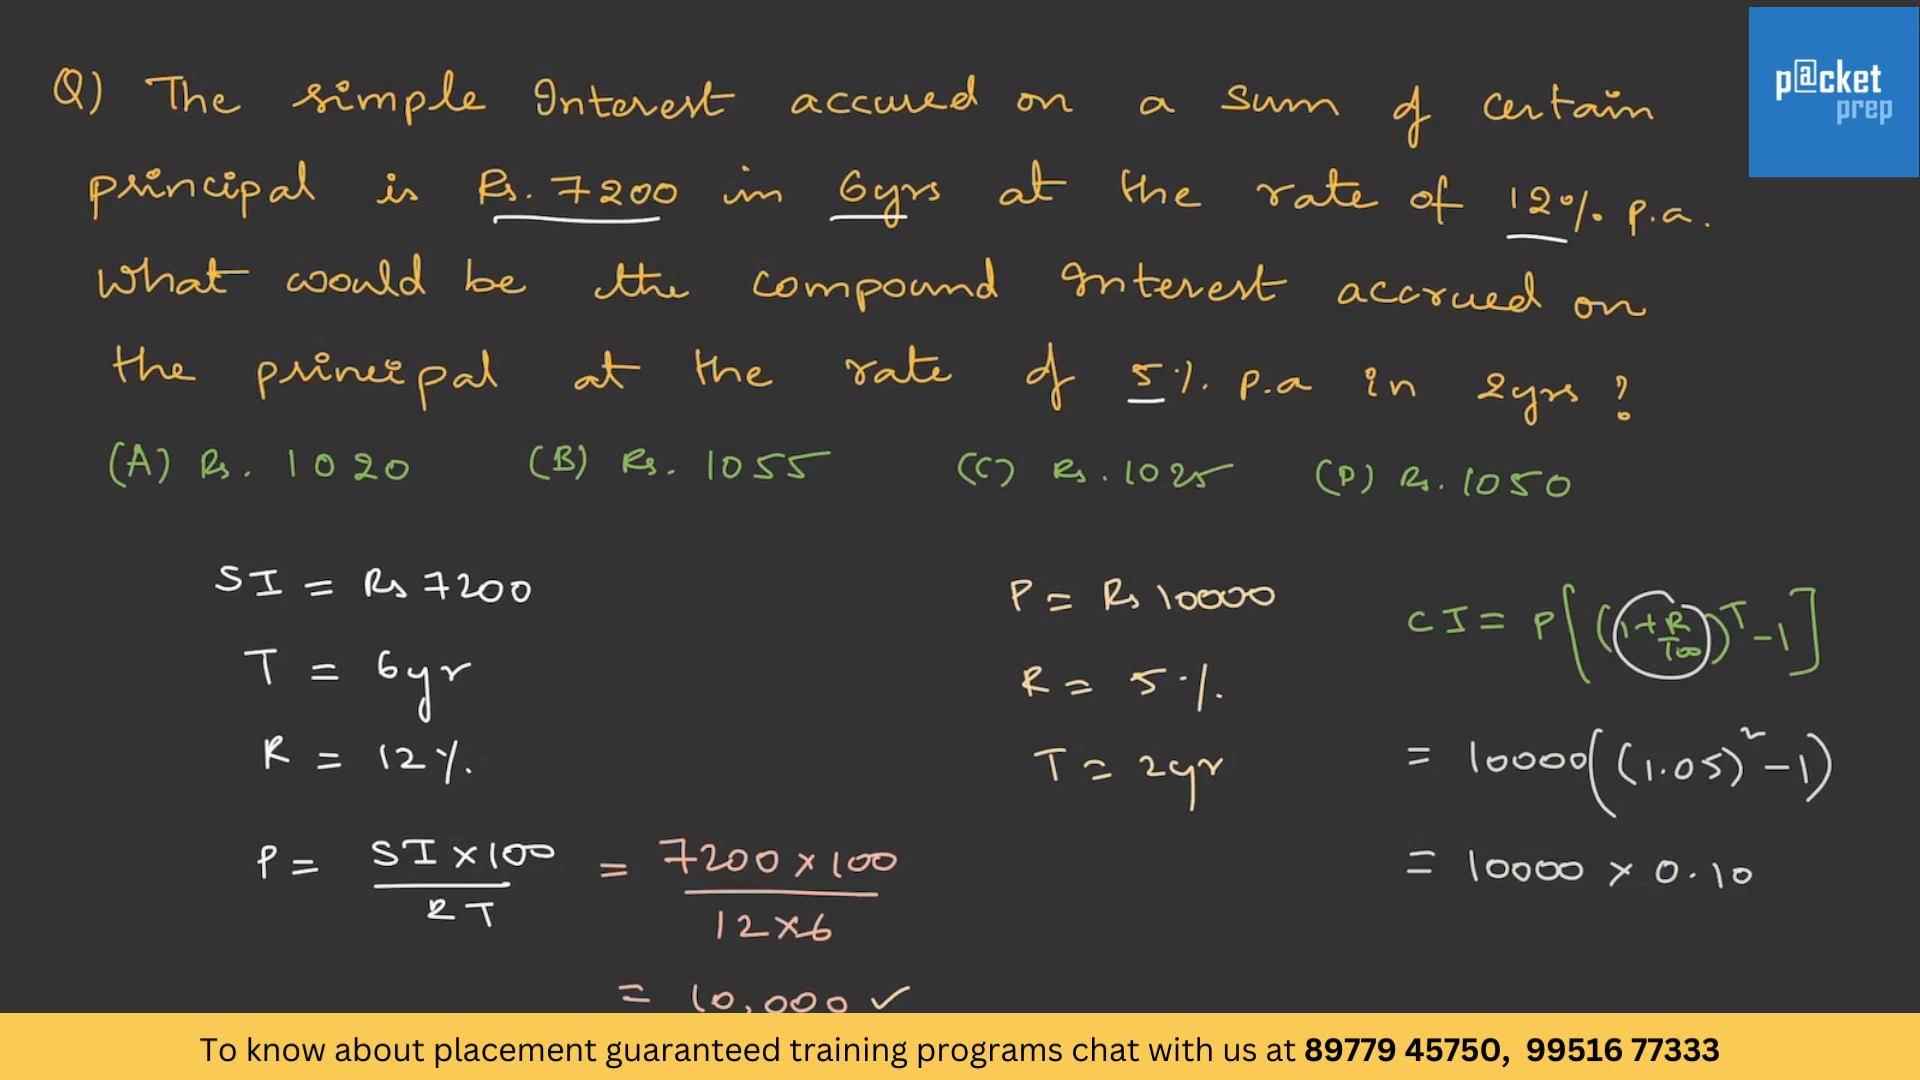 p@cket
prep
Q) The simple Interest accured on a sum of certain
principal is Rs. 7200 in 6yrs at the rate of 12% p.a.
What would be the compound Interest accrued on
the principal at the rate of 5%. p.a in 2yrs ?
(A) Rs. 1020 (B) Rs. 1055 (C) Rs. 1025 (D) Rs. 1050
SI = Rs 7200
T = 6yr
R = 12%.
P = SI×100 / RT = 7200 × 100 / 12×6
= 10,000 ✓
P = Rs 10000
R = 5%.
T = 2yr
CI = P[(1+R/100)^T -1]
= 10000((1.05)² -1)
= 10000 × 0.10
To know about placement guaranteed training programs chat with us at 89779 45750, 99516 77333